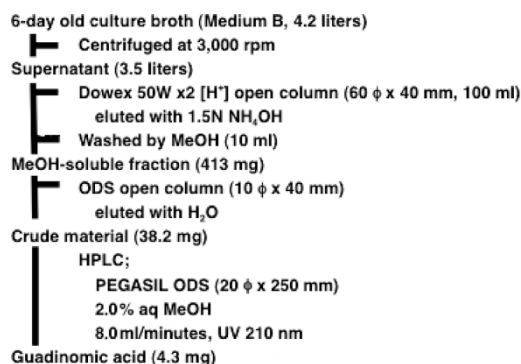 6-day old culture broth (Medium B, 4.2 liters)
Centrifuged at 3,000 rpm
Supernatant (3.5 liters)
Dowex 50W x2 [H⁺] open column (60 ϕ x 40 mm, 100 ml)
eluted with 1.5N NH₄OH
Washed by MeOH (10 ml)
MeOH-soluble fraction (413 mg)
ODS open column (10 ϕ x 40 mm)
eluted with H₂O
Crude material (38.2 mg)
HPLC;
PEGASIL ODS (20 ϕ x 250 mm)
2.0% aq MeOH
8.0ml/minutes, UV 210 nm
Guadinomic acid (4.3 mg)